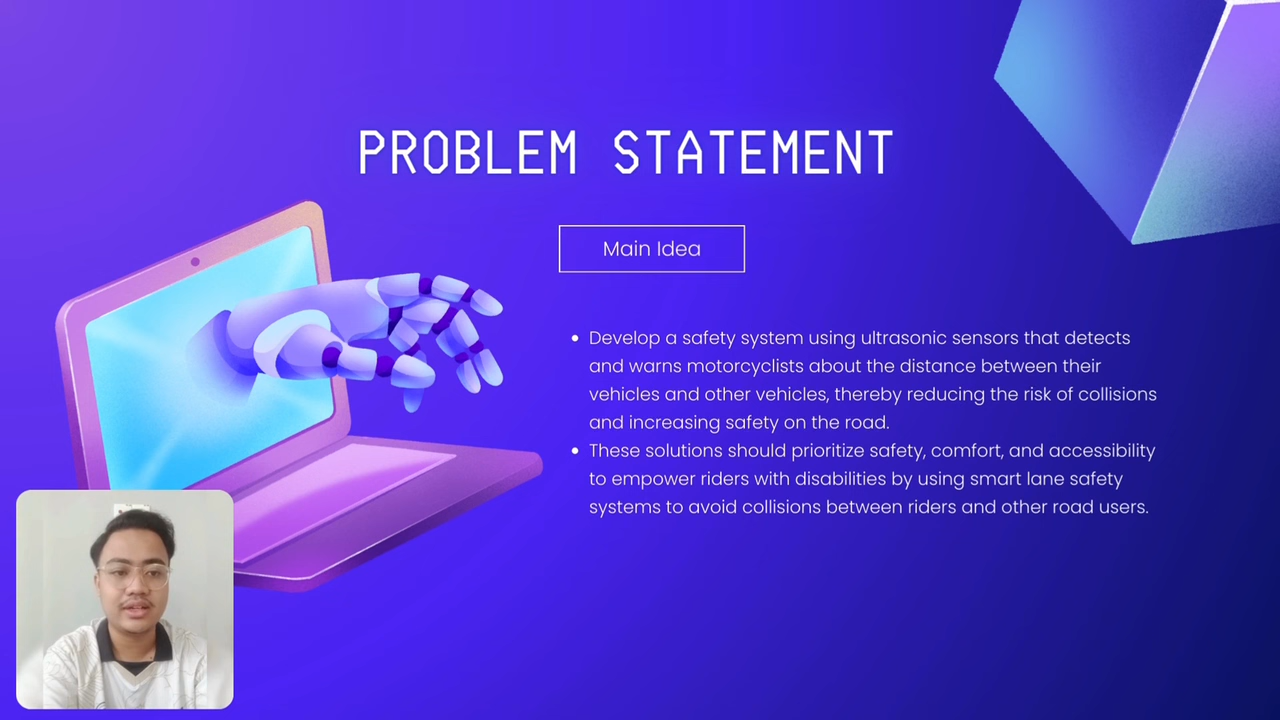 PROBLEM STATEMENT
Main Idea
• Develop a safety system using ultrasonic sensors that detects
and warns motorcyclists about the distance between their
vehicles and other vehicles, thereby reducing the risk of collisions
and increasing safety on the road.
• These solutions should prioritize safety, comfort, and accessibility
to empower riders with disabilities by using smart lane safety
systems to avoid collisions between riders and other road users.